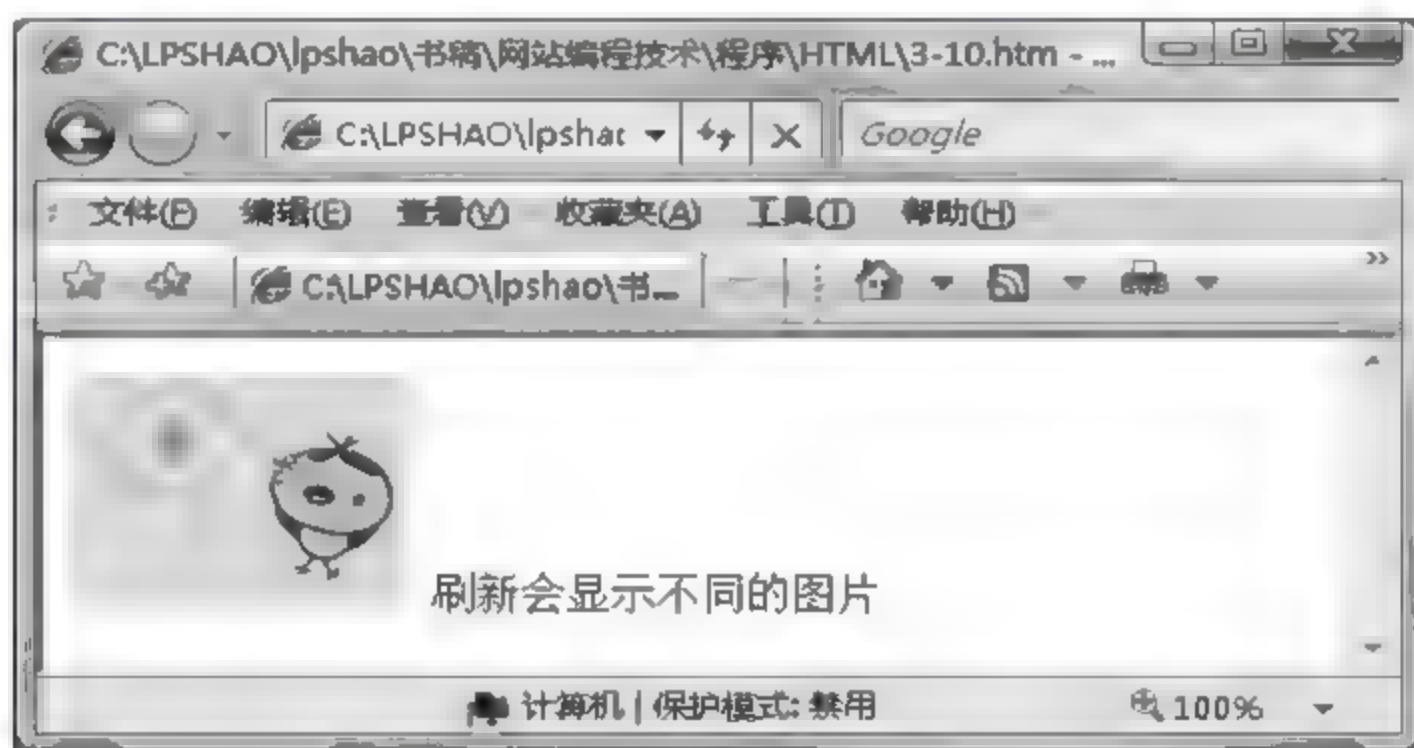 C:\LPSHAO\lpshao\书稿\网站编程技术\程序\HTML\3-10.htm - ...
C:\LPSHAO\lpshac
Google
文件(F) 编辑(E) 查看(V) 收藏夹(A) 工具(T) 帮助(H)
C:\LPSHAO\lpshao\书...
»
刷新会显示不同的图片
计算机 | 保护模式: 禁用
100%